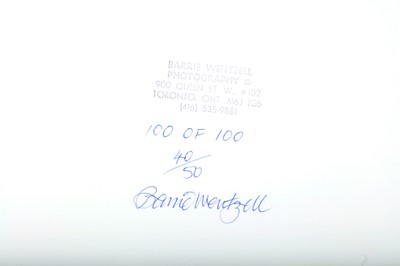 BARRIE WENTZELL
PHOTOGRAPHY ©
900 QUEEN ST W., #102
TORONTO, ONT. M6J 1G6
(416) 535-9881
100 OF 100
40/50
Barrie Wentzell